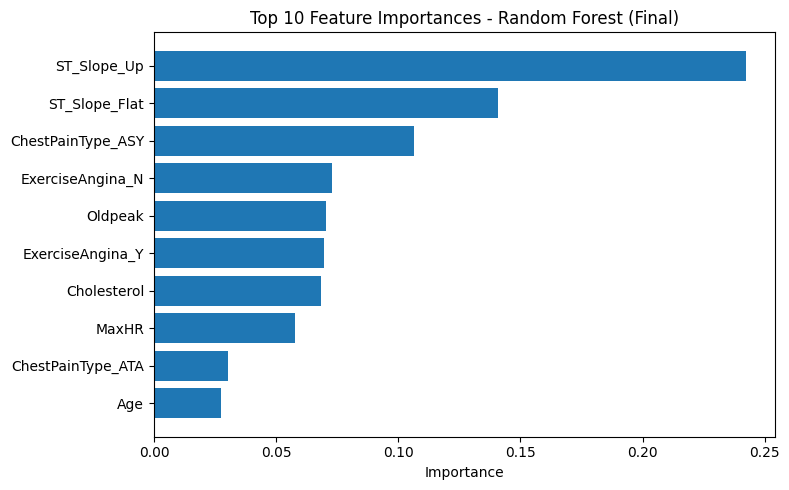 Top 10 Feature Importances - Random Forest (Final)
ST_Slope_Up
ST_Slope_Flat
ChestPainType_ASY
ExerciseAngina_N
Oldpeak
ExerciseAngina_Y
Cholesterol
MaxHR
ChestPainType_ATA
Age
0.00 0.05 0.10 0.15 0.20 0.25
Importance